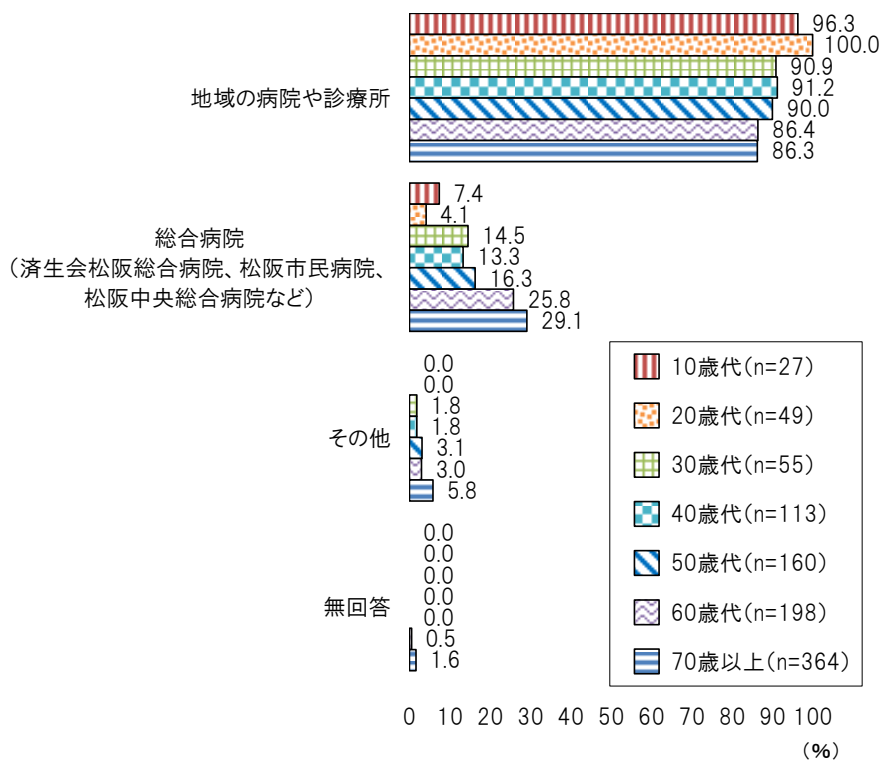 96.3
100.0
90.9
地域の病院や診療所
91.2
90.0
86.4
86.3
7.4
4.1
総合病院
14.5
（済生会松阪総合病院、松阪市民病院、
13.3
松阪中央総合病院など）
16.3
25.8
29.1
0.0
0.0
1.8
その他
1.8
3.1
3.0
5.8
0.0
0.0
0.0
無回答
0.0
0.0
0.5
1.6
10歳代(n=27)
20歳代(n=49)
30歳代(n=55)
40歳代(n=113)
50歳代(n=160)
60歳代(n=198)
70歳以上(n=364)
0 10 20 30 40 50 60 70 80 90 100
（%）